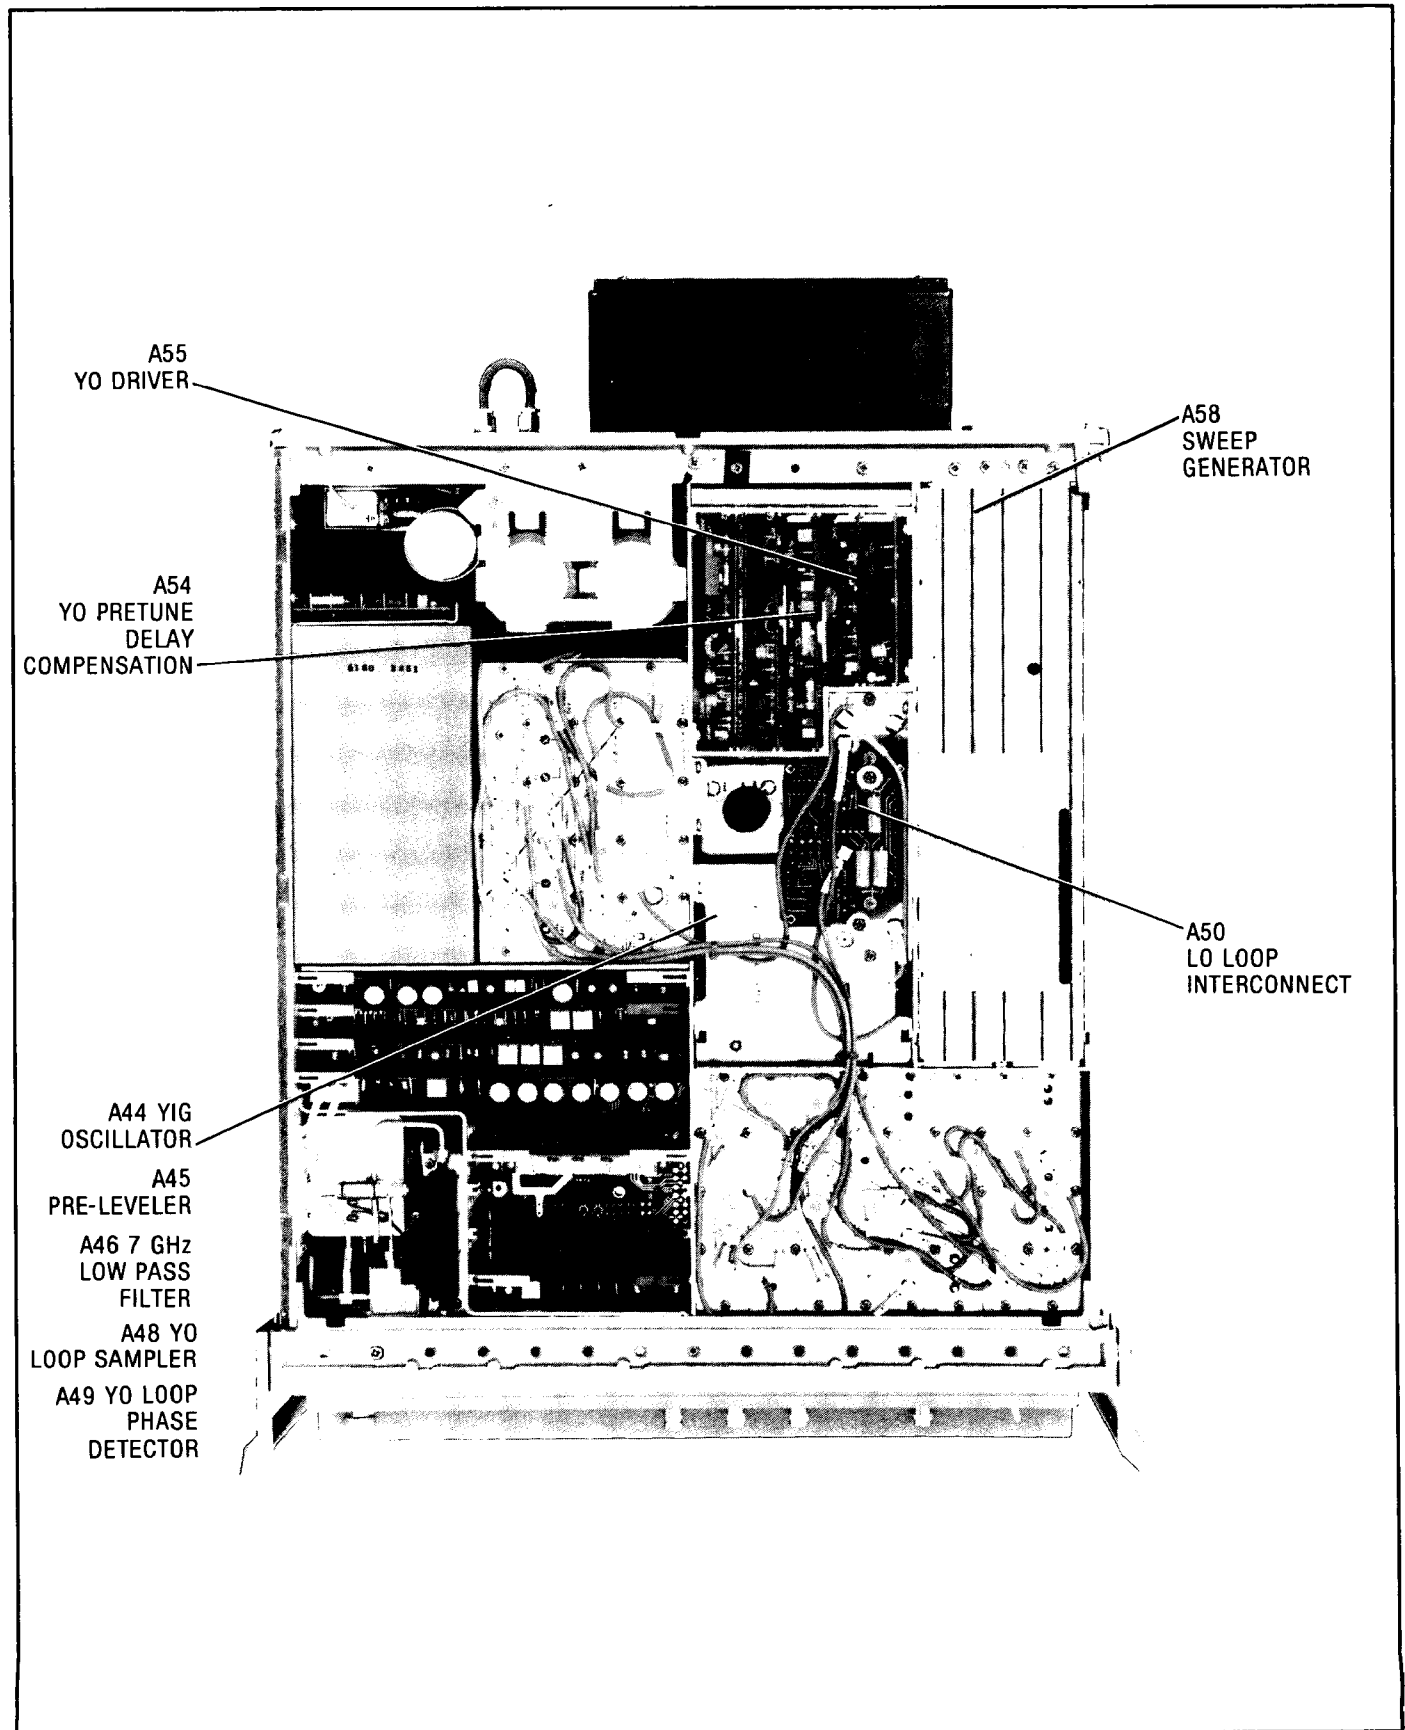 A55
YO DRIVER
A58
SWEEP
GENERATOR
A54
YO PRETUNE
DELAY
COMPENSATION
A50
LO LOOP
INTERCONNECT
A44 YIG
OSCILLATOR
A45
PRE-LEVELER
A46 7 GHz
LOW PASS
FILTER
A48 YO
LOOP SAMPLER
A49 YO LOOP
PHASE
DETECTOR